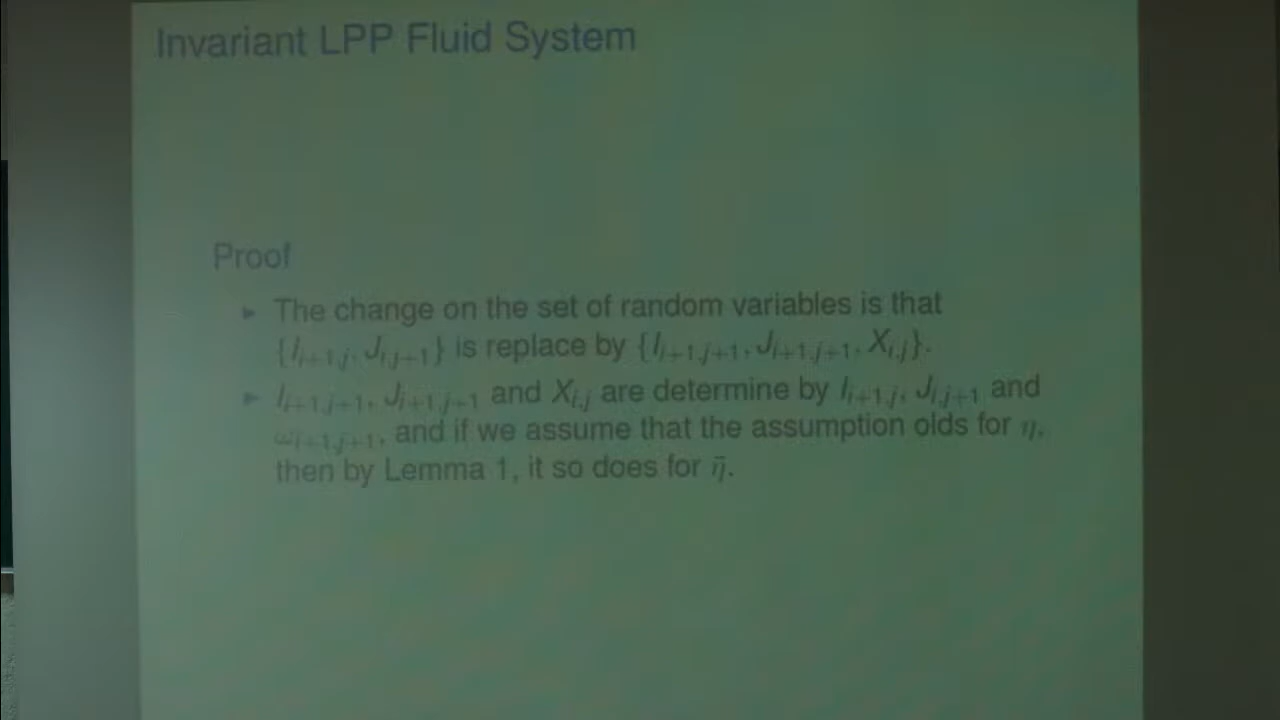 Invariant LPP Fluid System
Proof
► The change on the set of random variables is that
{I_{i+1,j}, J_{i,j+1}} is replace by {I_{i+1,j+1}, J_{i+1,j+1}, X_{i,j}}.
► I_{i+1,j+1}, J_{i+1,j+1} and X_{i,j} are determine by I_{i+1,j}, J_{i,j+1} and
ω_{i+1,j+1}, and if we assume that the assumption olds for η,
then by Lemma 1, it so does for η̄.